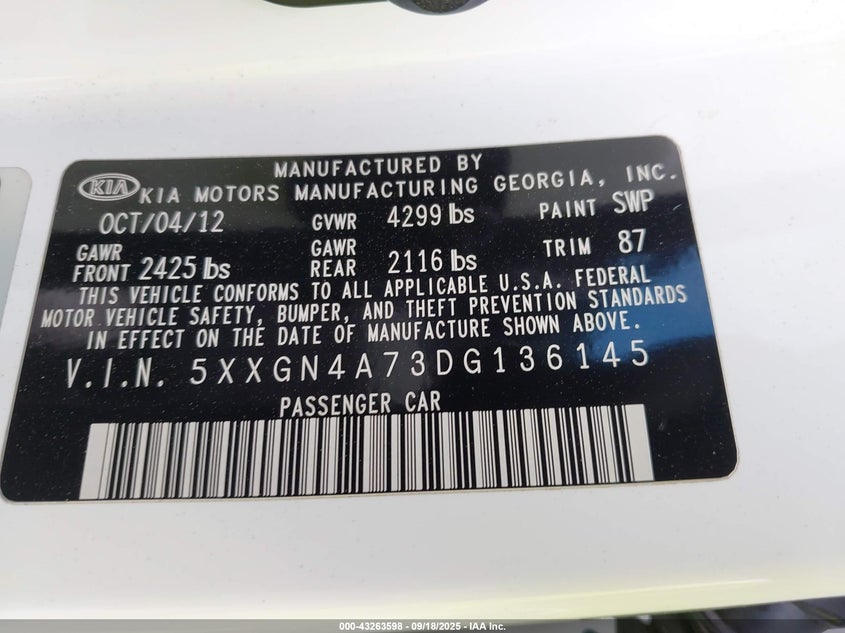 MANUFACTURED BY
KIA KIA MOTORS MANUFACTURING GEORGIA, INC.
OCT/04/12 GVWR 4299 lbs PAINT SWP
GAWR FRONT 2425 lbs GAWR REAR 2116 lbs TRIM 87
THIS VEHICLE CONFORMS TO ALL APPLICABLE U.S.A. FEDERAL
MOTOR VEHICLE SAFETY, BUMPER, AND THEFT PREVENTION STANDARDS
IN EFFECT ON THE DATE OF MANUFACTURE SHOWN ABOVE.
V.I.N. 5XXGN4A73DG136145
PASSENGER CAR
000-43263598 - 09/18/2025 - IAA Inc.